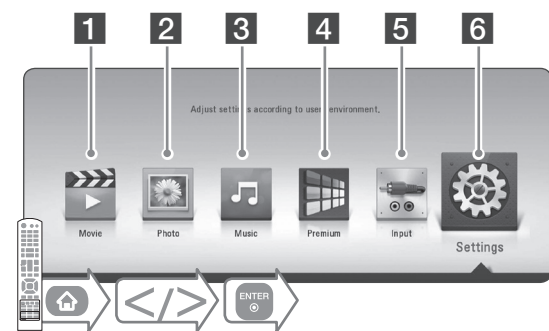 1 2 3 4 5 6
Adjust settings according to user environment.
Movie Photo Music Premium Input Settings
</> ENTER